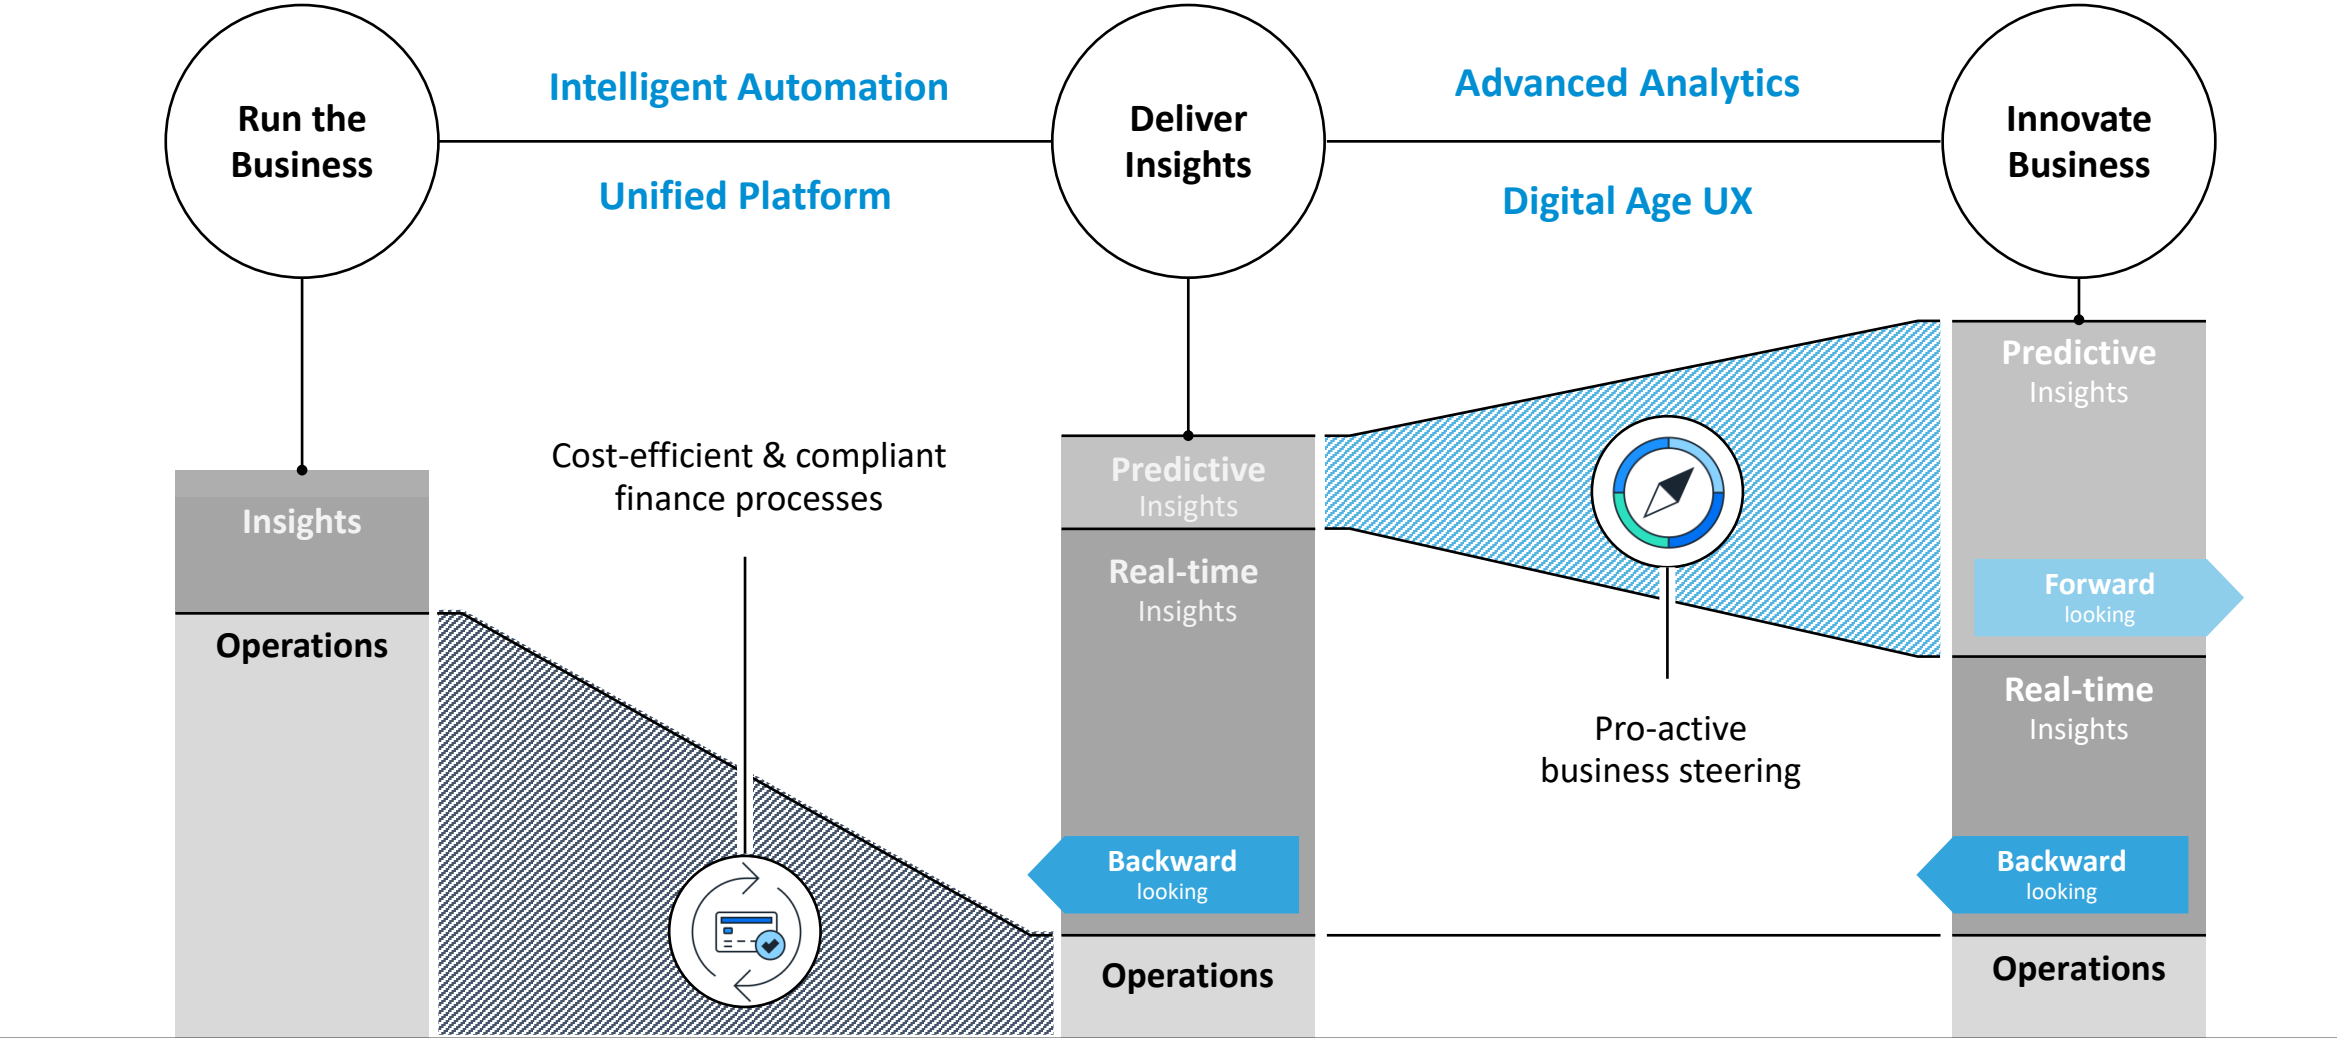 Run the
Business
Intelligent Automation
Unified Platform
Deliver
Insights
Advanced Analytics
Digital Age UX
Innovate
Business
Insights
Operations
Cost-efficient & compliant
finance processes
Predictive
Insights
Real-time
Insights
Backward
looking
Operations
Pro-active
business steering
Predictive
Insights
Forward
looking
Real-time
Insights
Backward
looking
Operations